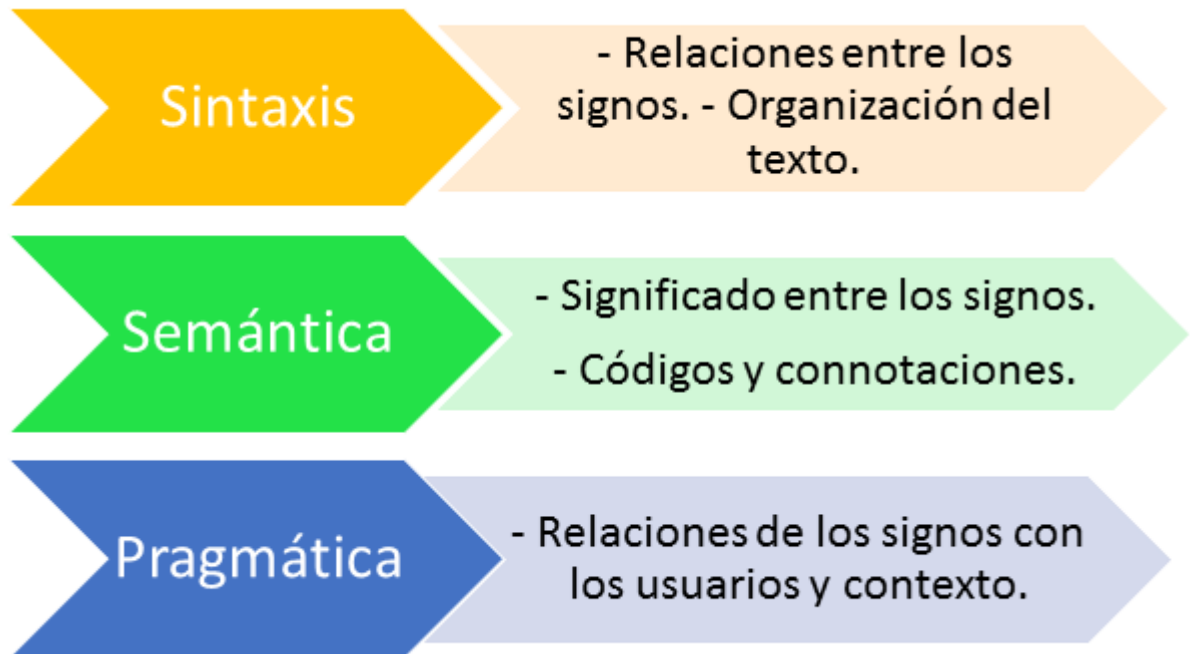 Sintaxis
- Relaciones entre los
signos. - Organización del
texto.
Semántica
- Significado entre los signos.
- Códigos y connotaciones.
Pragmática
- Relaciones de los signos con
los usuarios y contexto.